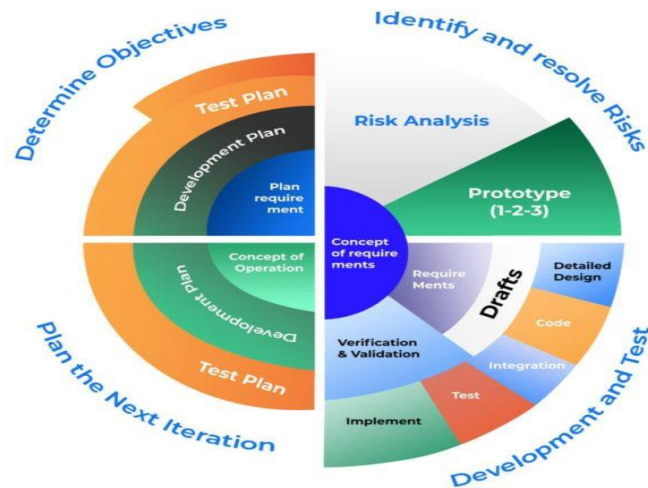 Determine Objectives
Identify and resolve Risks
Test Plan
Development Plan
Plan
require
ment
Risk Analysis
Prototype
(1-2-3)
Concept
of require
ments
Concept of
Operation
Development Plan
Test Plan
Require
Ments
Drafts
Detailed
Design
Code
Integration
Verification
& Validation
Test
Implement
Plan the Next Iteration
Development and Test